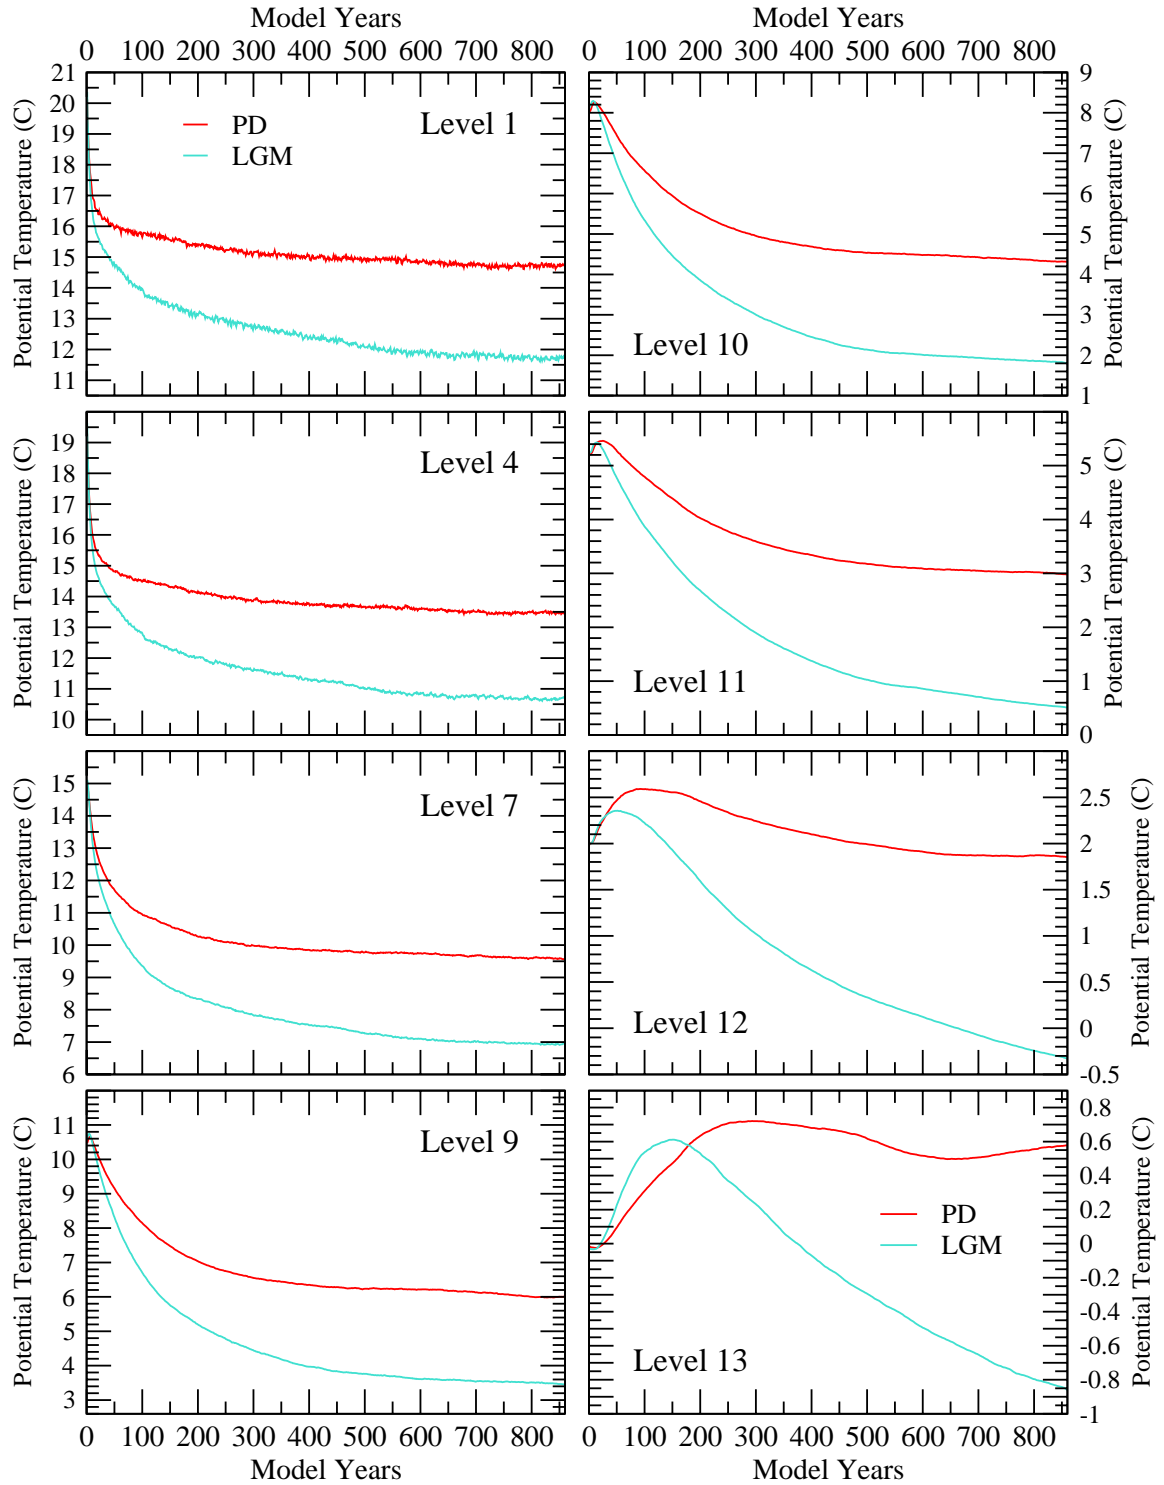 Model Years
Model Years
0 100 200 300 400 500 600 700 800
0 100 200 300 400 500 600 700 800
Potential Temperature (C)
21
20
19
18
17
16
15
14
13
12
11
PD
LGM
Level 1
9
8
7
6
5
4
3
2
1
Potential Temperature (C)
Level 10
Potential Temperature (C)
19
18
17
16
15
14
13
12
11
10
Level 4
5
4
3
2
1
0
Potential Temperature (C)
Level 11
Potential Temperature (C)
15
14
13
12
11
10
9
8
7
6
Level 7
2.5
2
1.5
1
0.5
0
-0.5
Potential Temperature (C)
Level 12
Potential Temperature (C)
11
10
9
8
7
6
5
4
3
Level 9
0.8
0.6
0.4
0.2
0
-0.2
-0.4
-0.6
-0.8
-1
Potential Temperature (C)
PD
LGM
Level 13
0 100 200 300 400 500 600 700 800
0 100 200 300 400 500 600 700 800
Model Years
Model Years